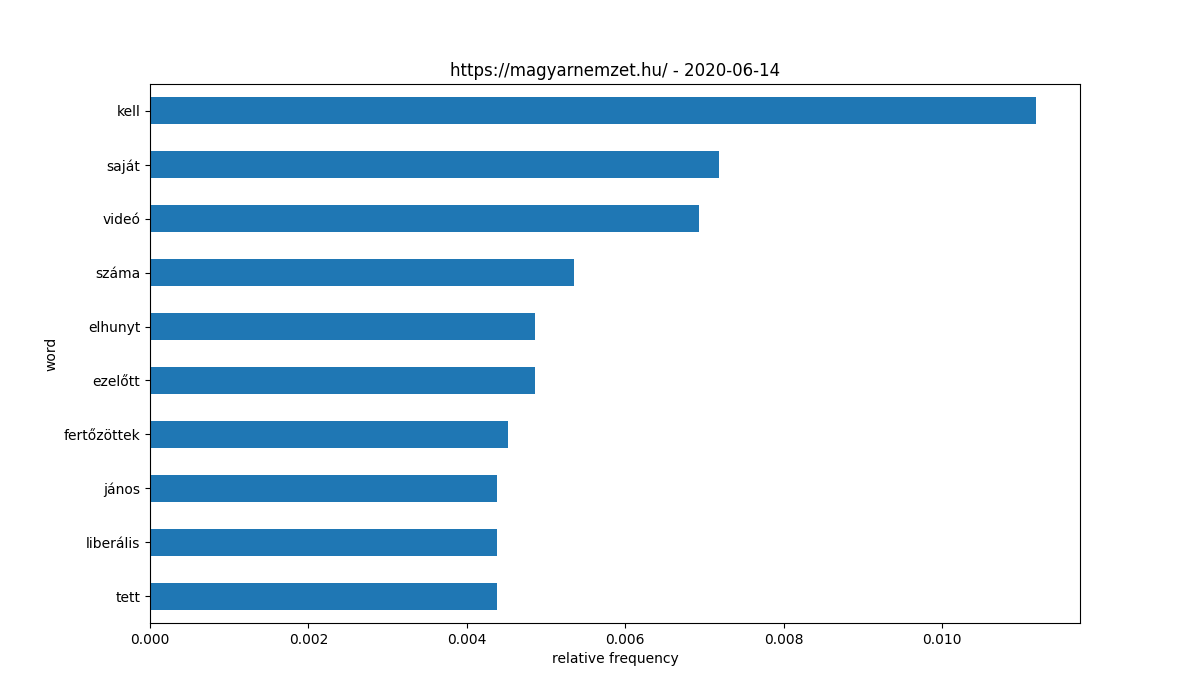 https://magyarnemzet.hu/ - 2020-06-14
kell
saját
videó
száma
elhunyt
ezelőtt
fertőzöttek
jános
liberális
tett
word
0.000 0.002 0.004 0.006 0.008 0.010
relative frequency